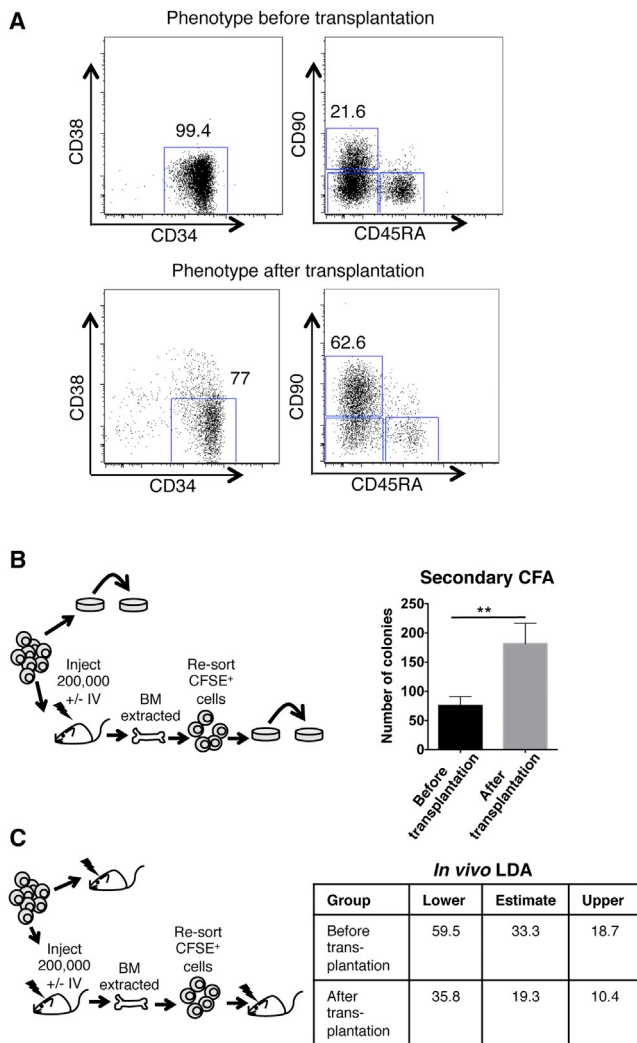 A
Phenotype before transplantation
99.4
CD38
CD34
21.6
CD90
CD45RA
Phenotype after transplantation
77
CD38
CD34
62.6
CD90
CD45RA
B
Inject
200,000
+/- IV
BM
extracted
Re-sort
CFSE⁺
cells
Secondary CFA
**
Number of colonies
250
200
150
100
50
0
Before
transplantation
After
transplantation
C
Inject
200,000
+/- IV
BM
extracted
Re-sort
CFSE⁺
cells
In vivo LDA
Group Lower Estimate Upper
Before
trans-
plantation
59.5 33.3 18.7
After
trans-
plantation
35.8 19.3 10.4